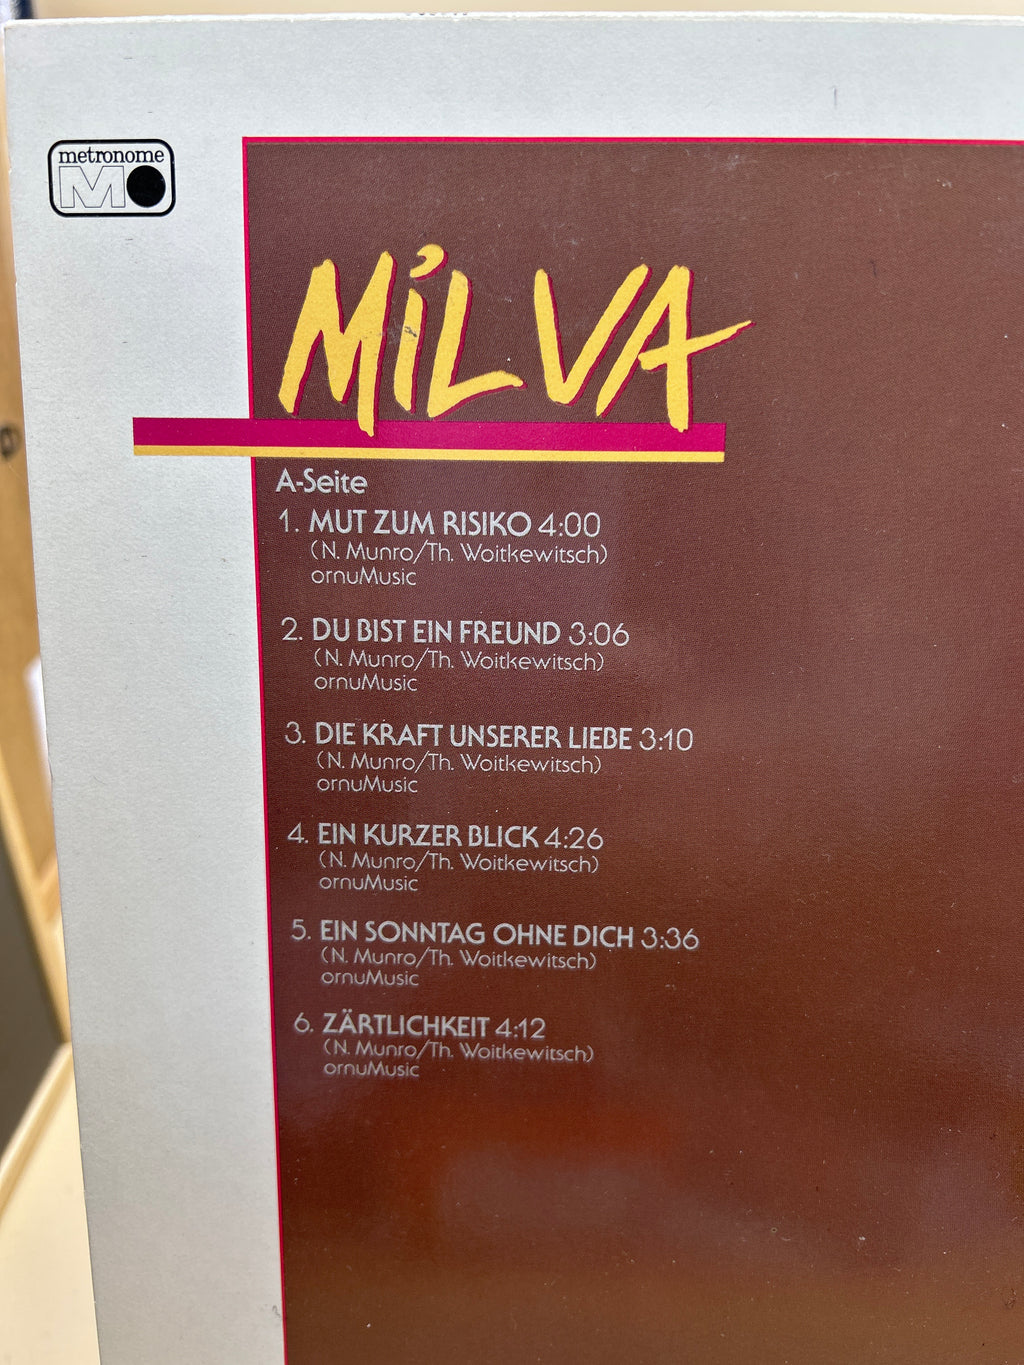 metronome
M
MiLVA
A-Seite
1. MUT ZUM RISIKO 4:00
(N. Munro/Th. Woitkewitsch)
ornuMusic
2. DU BIST EIN FREUND 3:06
(N. Munro/Th. Woitkewitsch)
ornuMusic
3. DIE KRAFT UNSERER LIEBE 3:10
(N. Munro/Th. Woitkewitsch)
ornuMusic
4. EIN KURZER BLICK 4:26
(N. Munro/Th. Woitkewitsch)
ornuMusic
5. EIN SONNTAG OHNE DICH 3:36
(N. Munro/Th. Woitkewitsch)
ornuMusic
6. ZÄRTLICHKEIT 4:12
(N. Munro/Th. Woitkewitsch)
ornuMusic